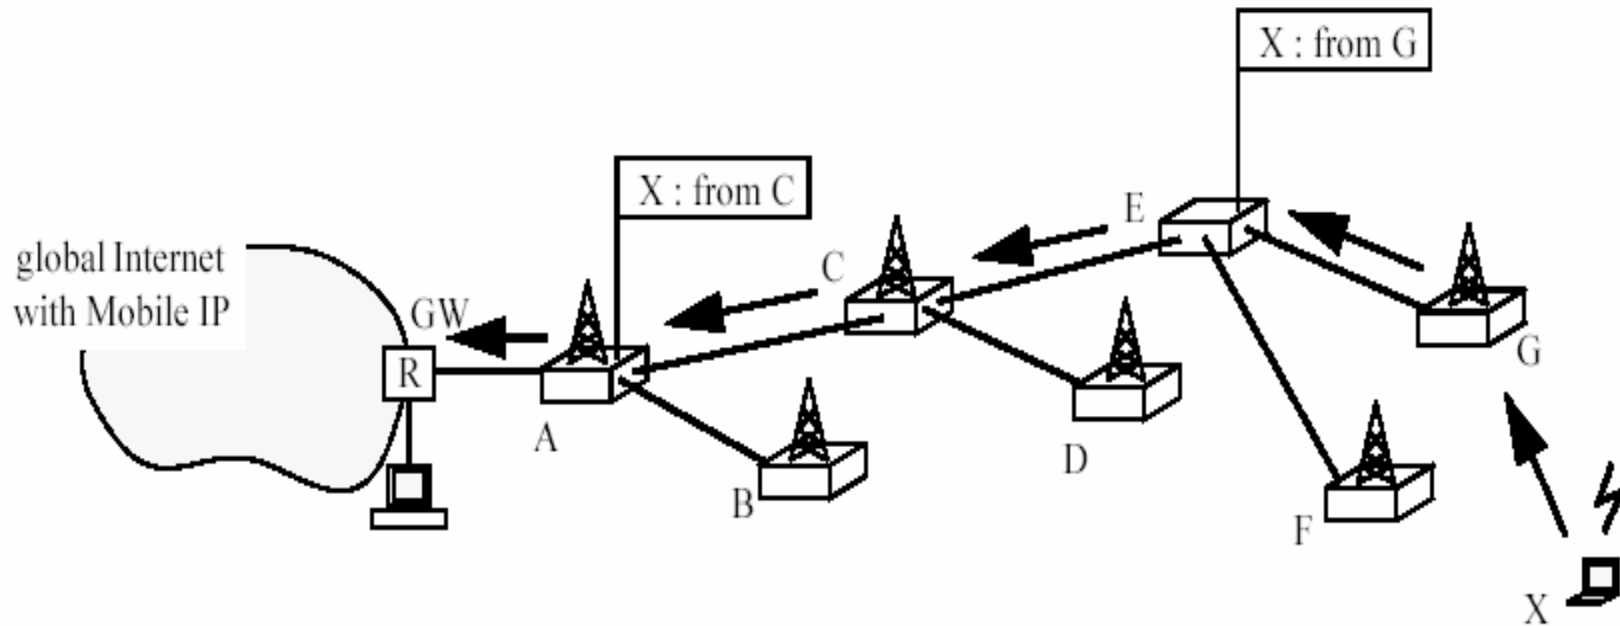 X : from G
X : from C
E
global Internet
with Mobile IP
C
GW
R
G
A
D
B
F
X